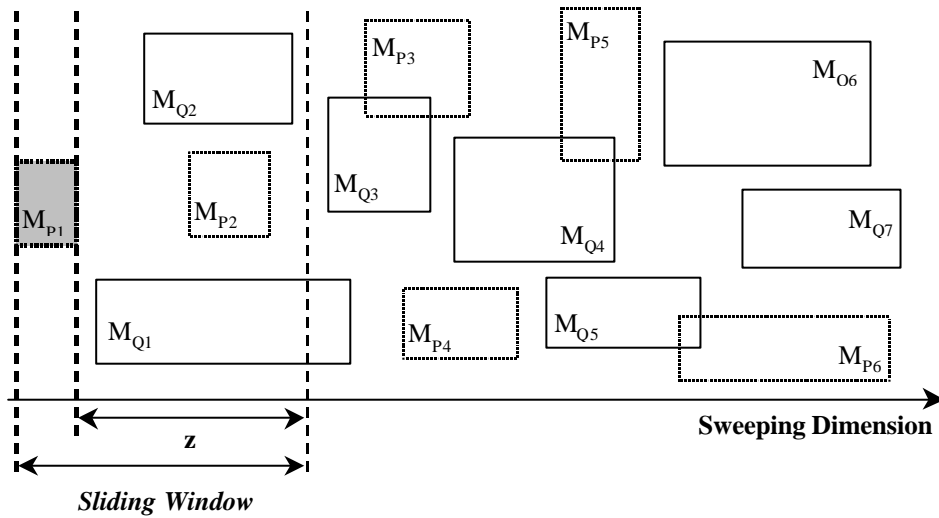 M_P5
M_P3
M_O6
M_Q2
M_Q3
M_P1
M_P2
M_Q4
M_Q7
M_Q1
M_P4
M_Q5
M_P6
Sweeping Dimension
z
Sliding Window